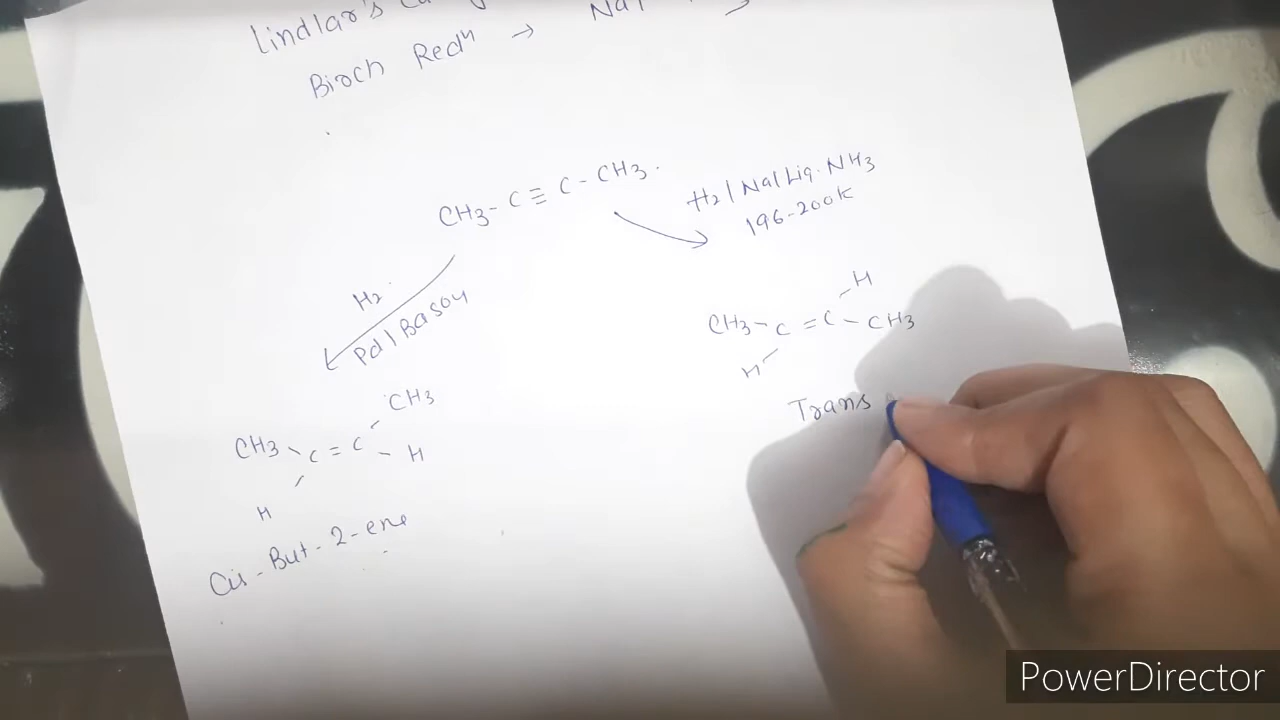 Lindlar's
Birch Redⁿ →
CH3-C≡C-CH3.
H2/Na/Liq. NH3
196-200K
H2
Pd/BaSO4
H
CH3-C=C-CH3
H
Trans
CH3
CH3-C=C-H
H
Cis-But-2-ene
PowerDirector